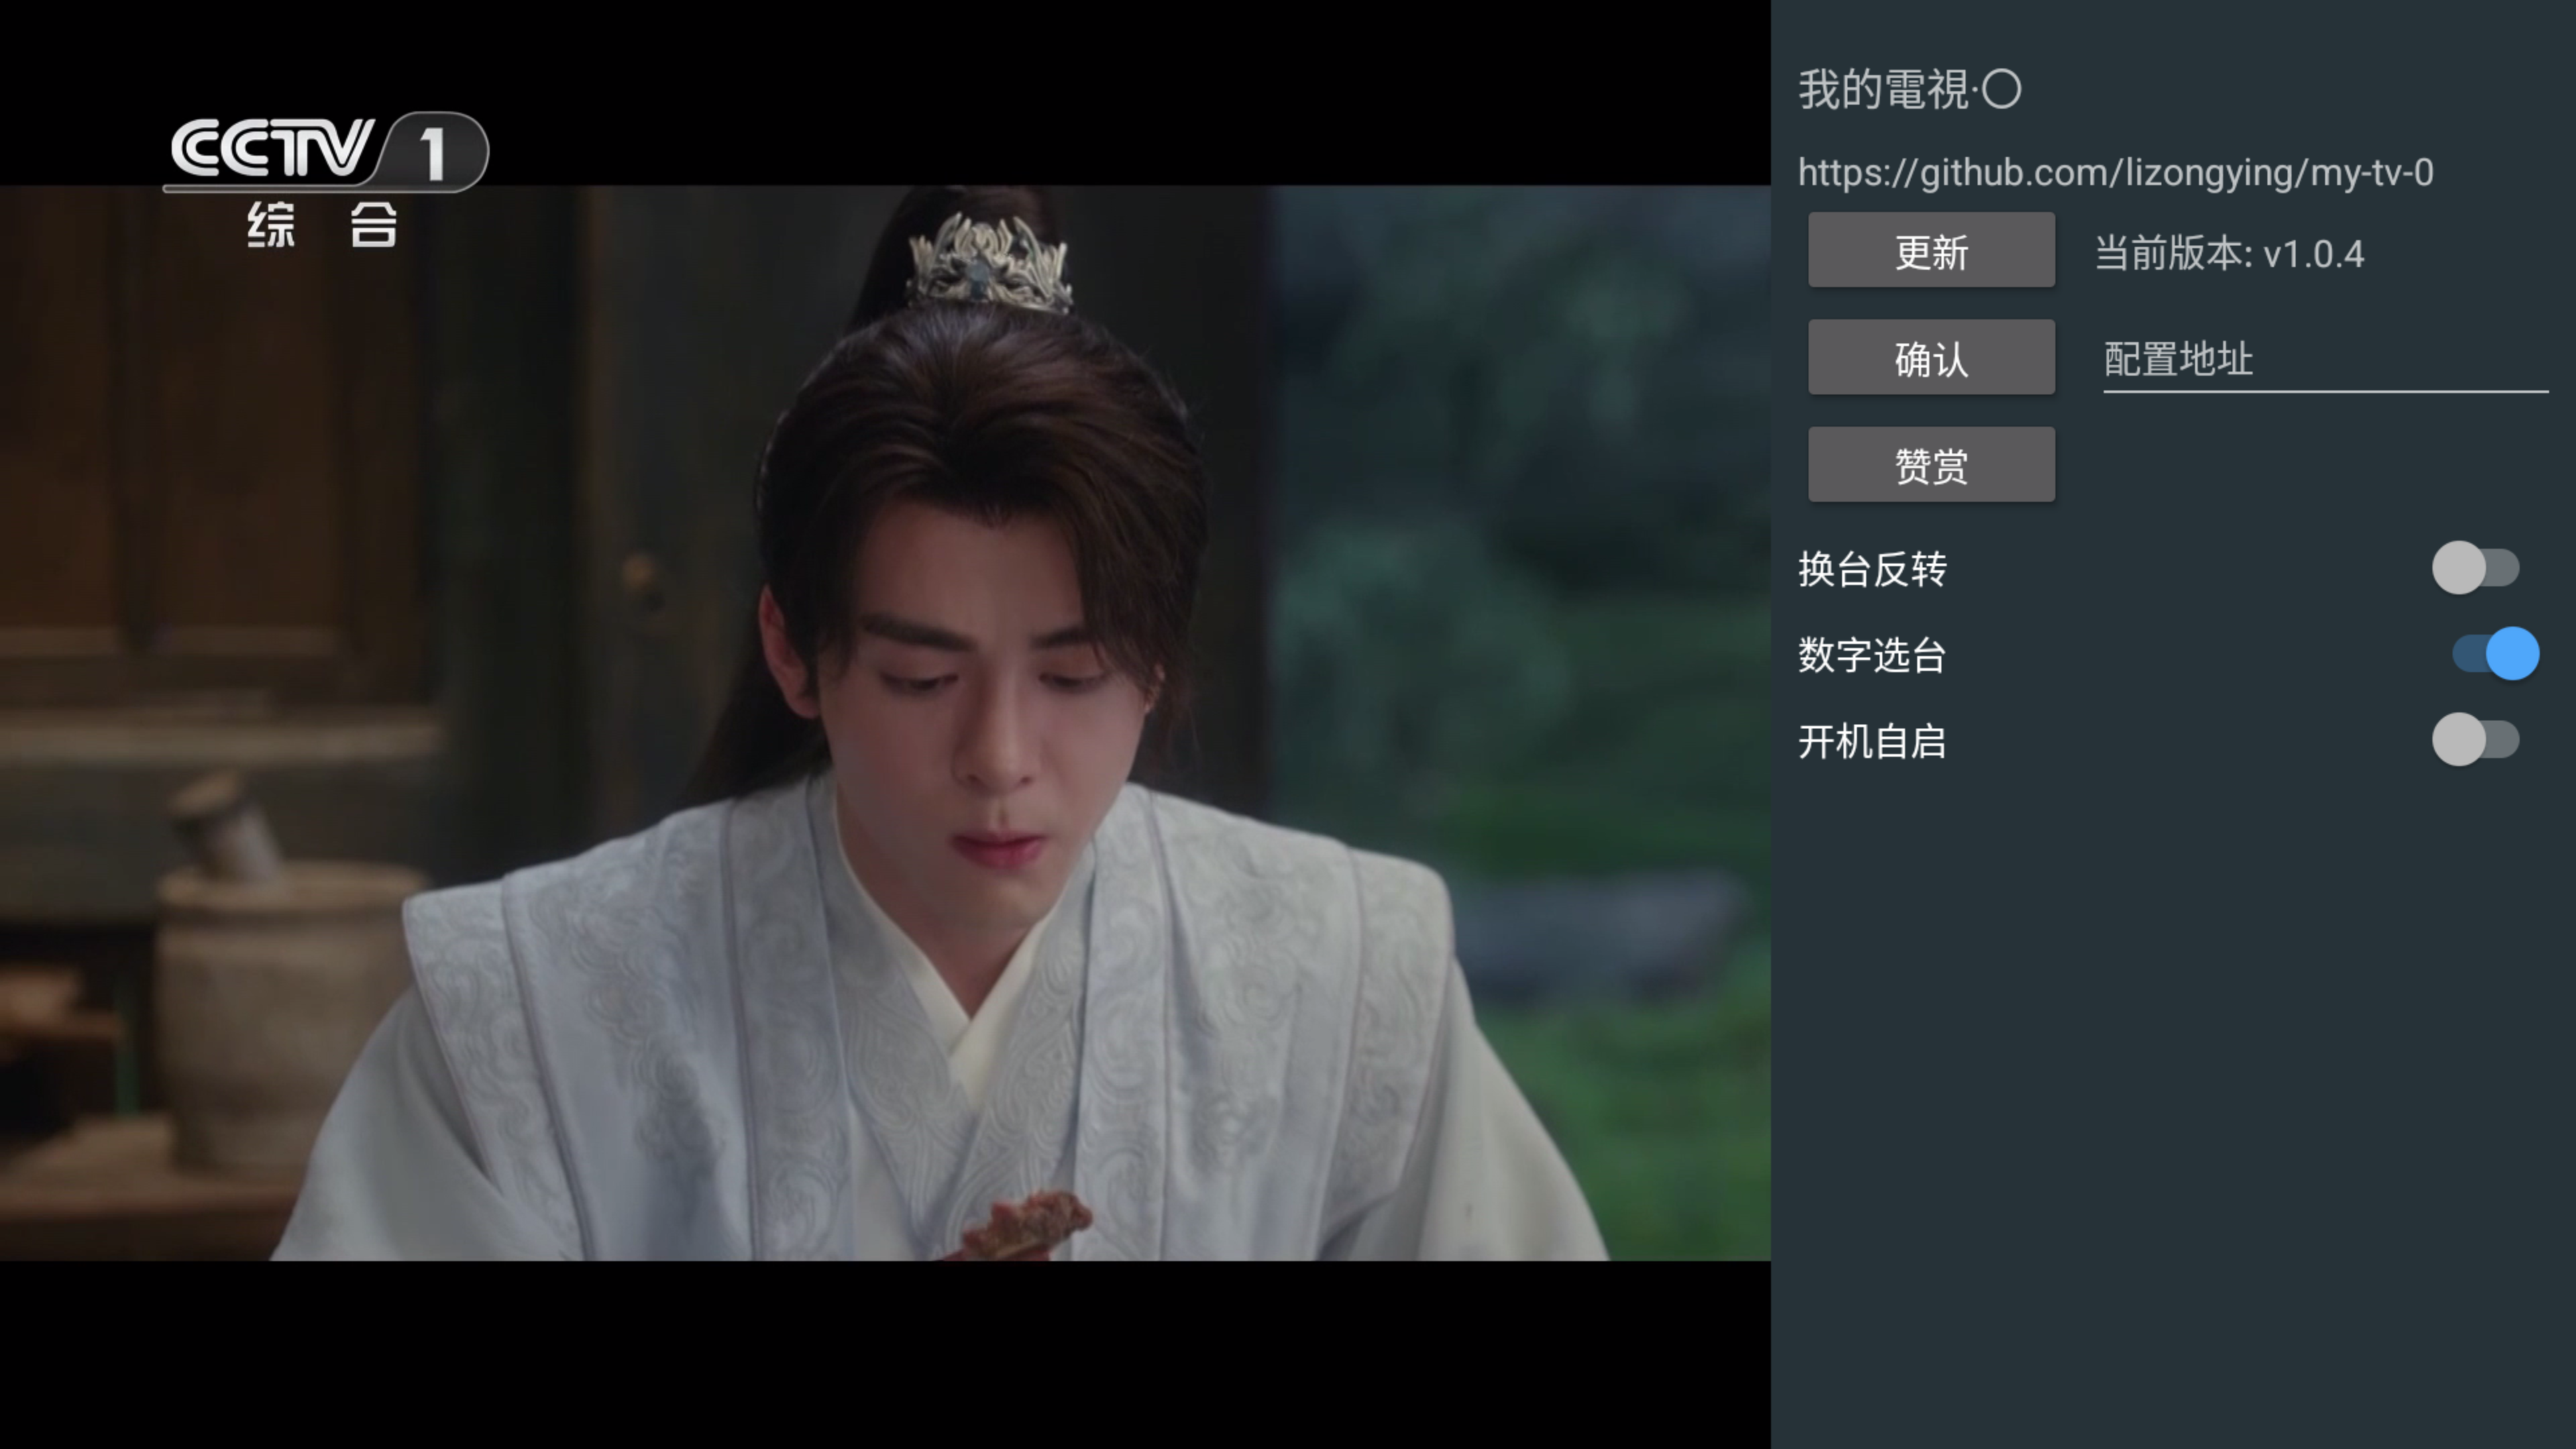 CCTV 1
综 合
我的電視·〇
https://github.com/lizongying/my-tv-0
更新
当前版本: v1.0.4
确认
配置地址
赞赏
换台反转
数字选台
开机自启